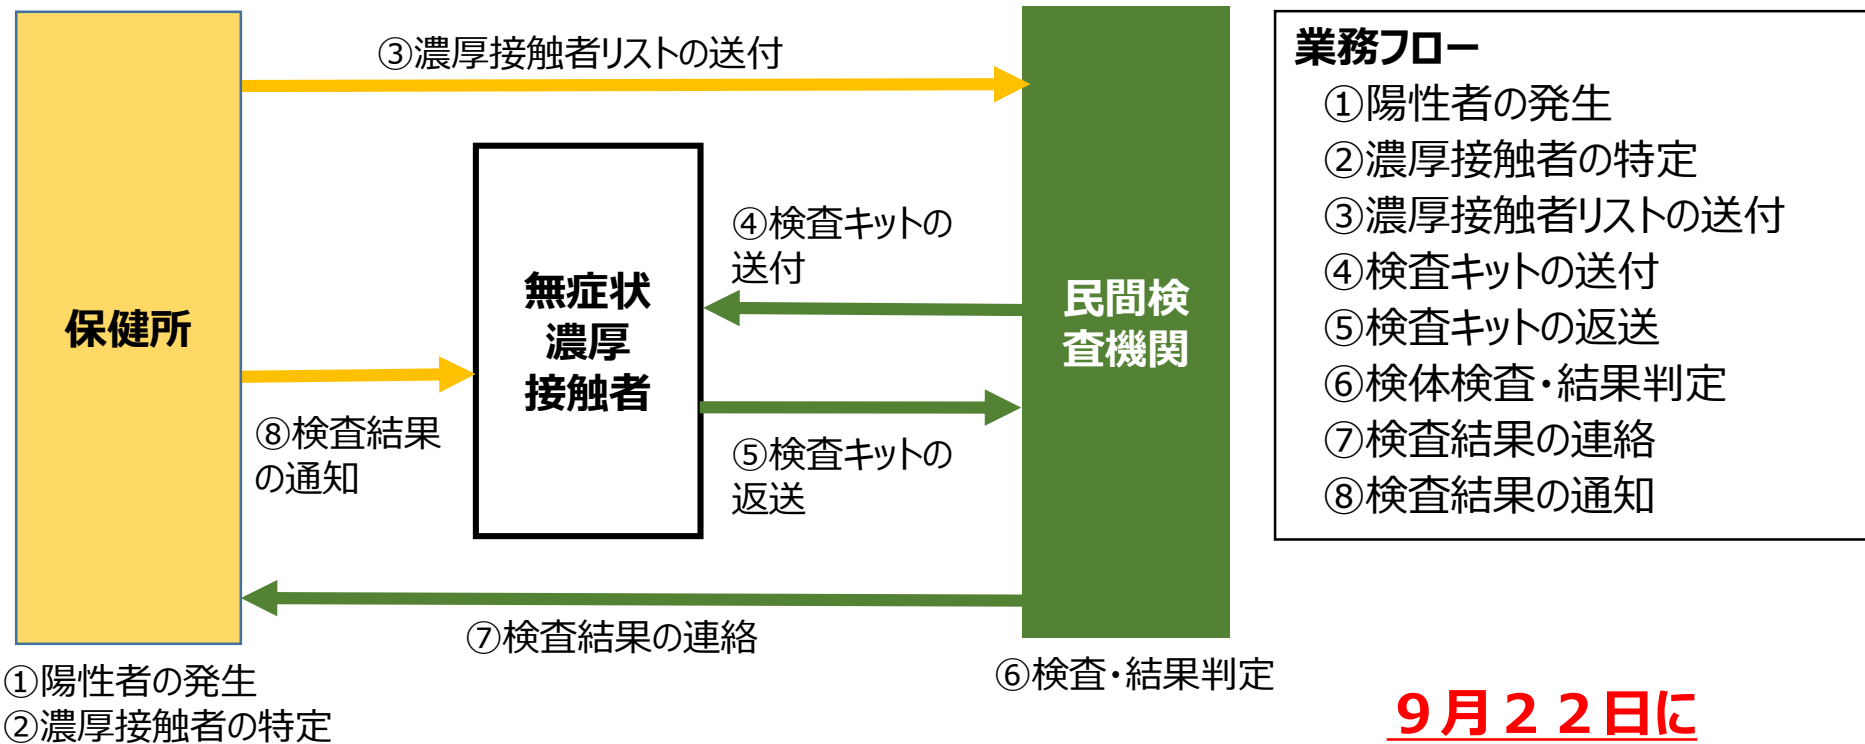 ③濃厚接触者リストの送付
保健所
無症状
濃厚
接触者
④検査キットの
送付
民間検
査機関
⑧検査結果
の通知
⑤検査キットの
返送
⑦検査結果の連絡
①陽性者の発生
②濃厚接触者の特定
⑥検査・結果判定
業務フロー
①陽性者の発生
②濃厚接触者の特定
③濃厚接触者リストの送付
④検査キットの送付
⑤検査キットの返送
⑥検体検査・結果判定
⑦検査結果の連絡
⑧検査結果の通知
９月２２日に